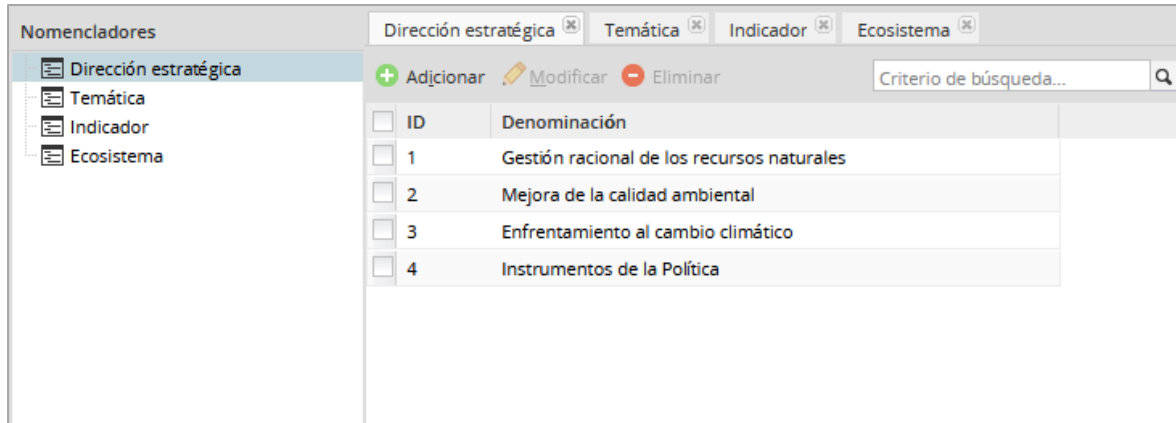 Nomencladores
Dirección estratégica
Temática
Indicador
Ecosistema
Dirección estratégica Temática Indicador Ecosistema
Adicionar Modificar Eliminar Criterio de búsqueda...
ID Denominación
1 Gestión racional de los recursos naturales
2 Mejora de la calidad ambiental
3 Enfrentamiento al cambio climático
4 Instrumentos de la Política